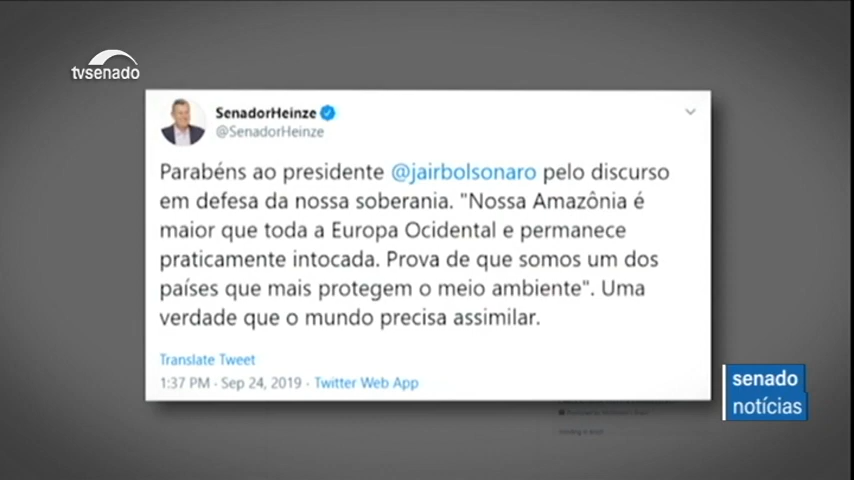 tvsenado
SenadorHeinze
@SenadorHeinze
Parabéns ao presidente @jairbolsonaro pelo discurso
em defesa da nossa soberania. "Nossa Amazônia é
maior que toda a Europa Ocidental e permanece
praticamente intocada. Prova de que somos um dos
países que mais protegem o meio ambiente". Uma
verdade que o mundo precisa assimilar.
Translate Tweet
1:37 PM · Sep 24, 2019 · Twitter Web App
senado
notícias